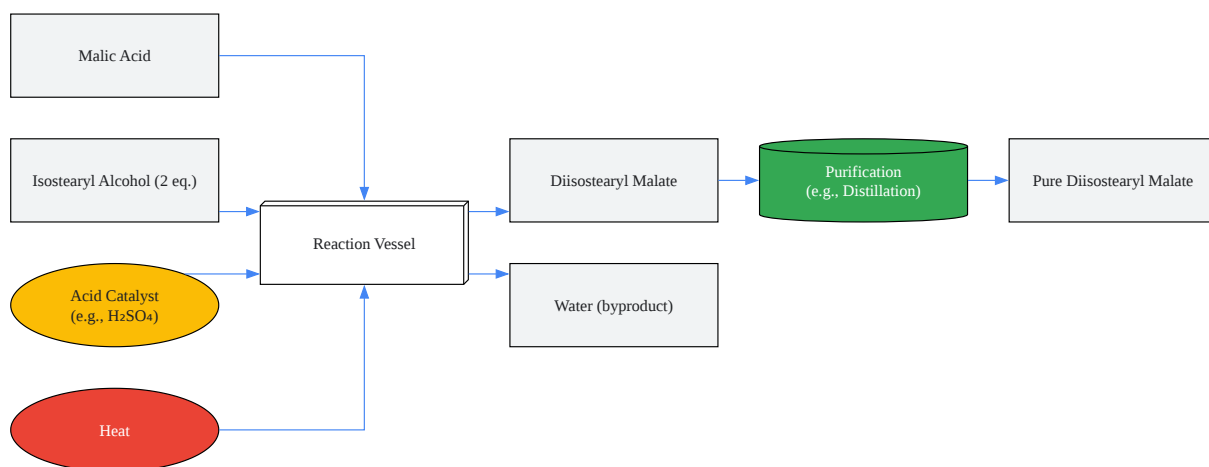 Malic Acid
Isostearyl Alcohol (2 eq.)
Acid Catalyst
(e.g., H₂SO₄)
Heat
Reaction Vessel
Diisostearyl Malate
Water (byproduct)
Purification
(e.g., Distillation)
Pure Diisostearyl Malate